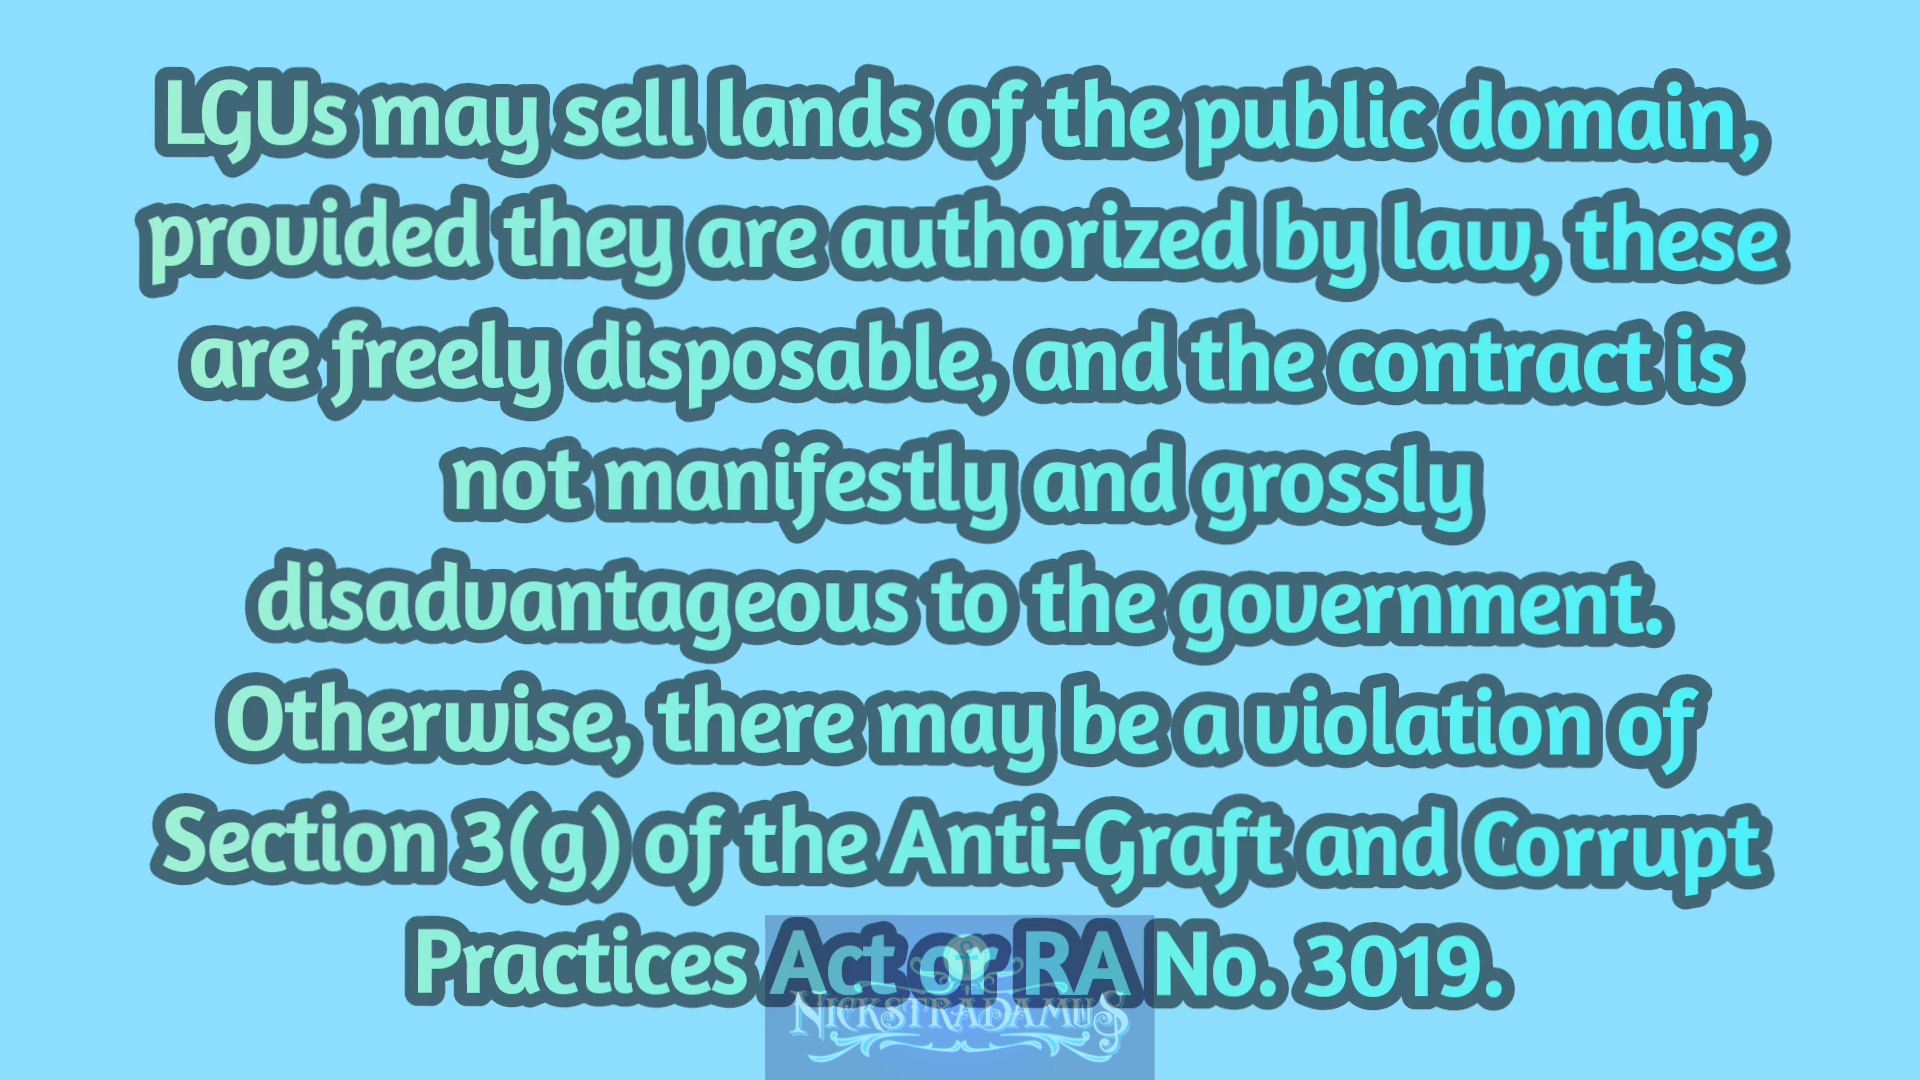 LGUs may sell lands of the public domain,
provided they are authorized by law, these
are freely disposable, and the contract is
not manifestly and grossly
disadvantageous to the government.
Otherwise, there may be a violation of
Section 3(g) of the Anti-Graft and Corrupt
Practices Act or RA No. 3019.
NICKSTRADAMUS